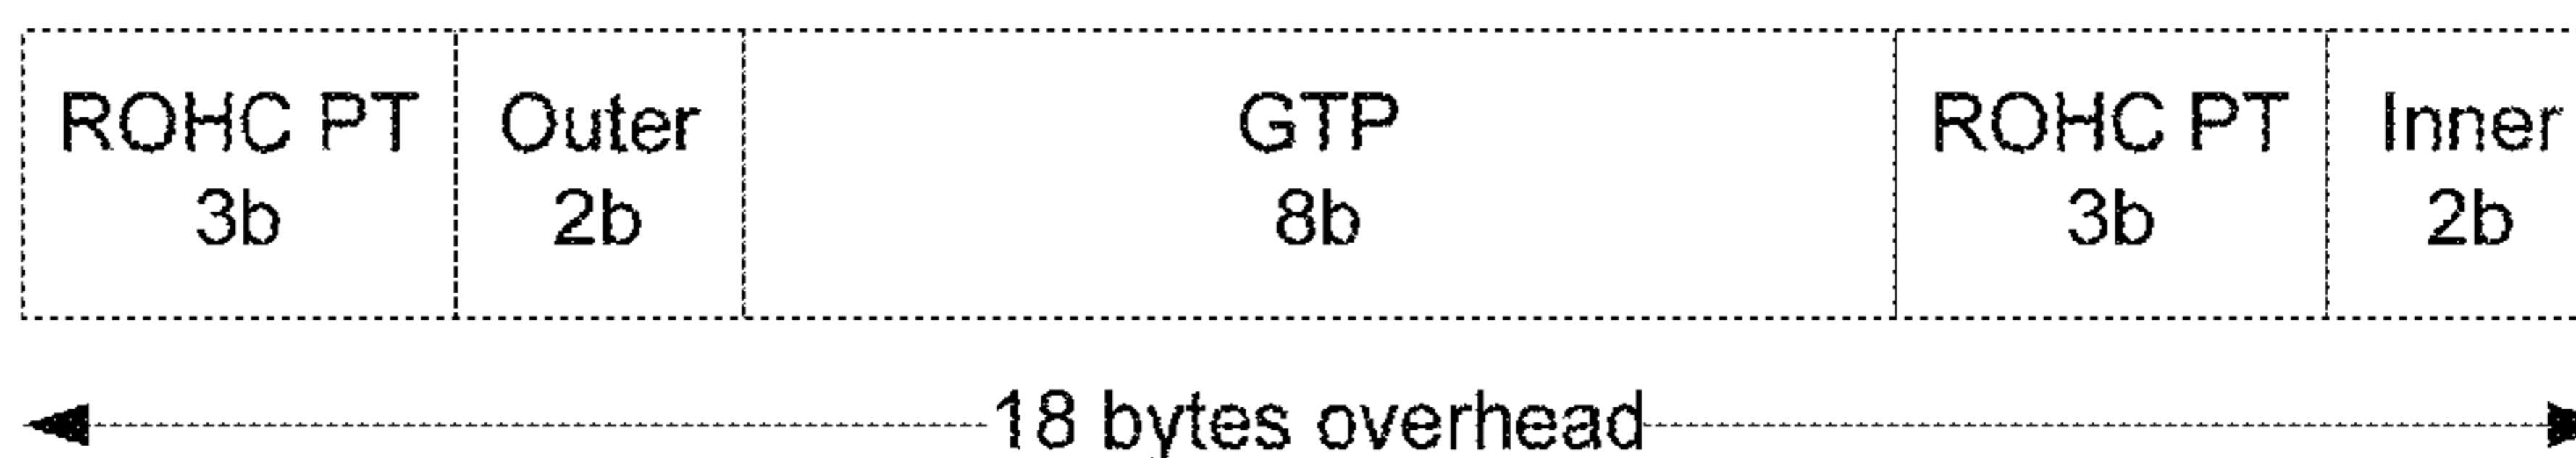 ROHC PT Outer GTP ROHC PT Inner
3b 2b 8b 3b 2b
18 bytes overhead